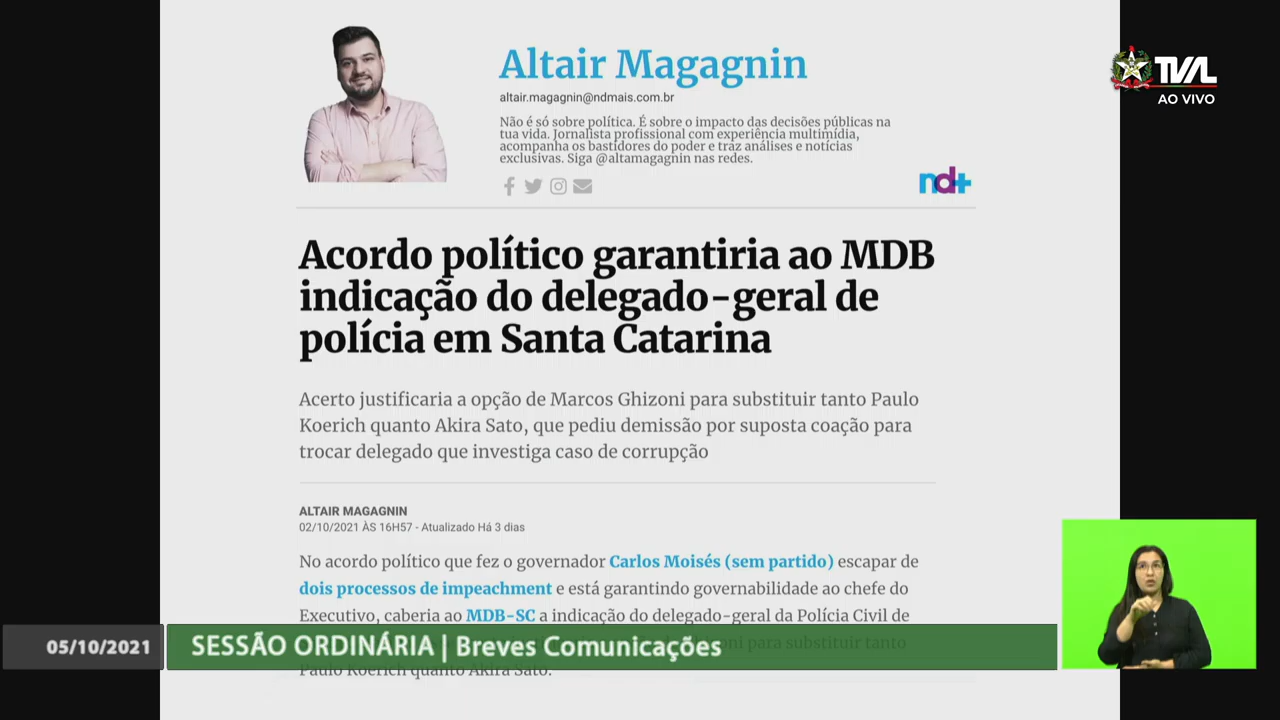 Altair Magagnin
altair.magagnin@ndmais.com.br
Não é só sobre política. É sobre o impacto das decisões públicas na
tua vida. Jornalista profissional com experiência multimídia,
acompanha os bastidores do poder e traz análises e notícias
exclusivas. Siga @altamagagnin nas redes.
nd+
TVAL
AO VIVO
Acordo político garantiria ao MDB
indicação do delegado-geral de
polícia em Santa Catarina
Acerto justificaria a opção de Marcos Ghizoni para substituir tanto Paulo
Koerich quanto Akira Sato, que pediu demissão por suposta coação para
trocar delegado que investiga caso de corrupção
ALTAIR MAGAGNIN
02/10/2021 ÀS 16H57 - Atualizado Há 3 dias
No acordo político que fez o governador Carlos Moisés (sem partido) escapar de
dois processos de impeachment e está garantindo governabilidade ao chefe do
Executivo, caberia ao MDB-SC a indicação do delegado-geral da Polícia Civil de
para substituir tanto
Paulo Koerich quanto Akira Sato.
05/10/2021
SESSÃO ORDINÁRIA | Breves Comunicações